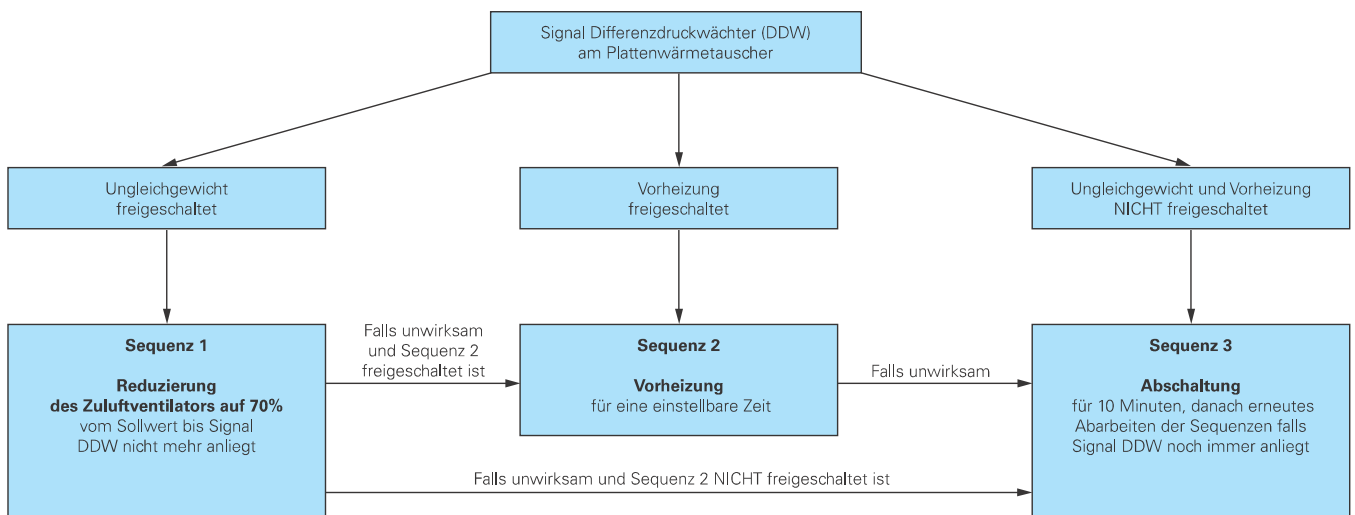 Signal Differenzdruckwächter (DDW)
am Plattenwärmetauscher
Ungleichgewicht
freigeschaltet
Vorheizung
freigeschaltet
Ungleichgewicht und Vorheizung
NICHT freigeschaltet
Sequenz 1
Reduzierung
des Zuluftventilators auf 70%
vom Sollwert bis Signal
DDW nicht mehr anliegt
Falls unwirksam
und Sequenz 2
freigeschaltet ist
Sequenz 2
Vorheizung
für eine einstellbare Zeit
Falls unwirksam
Sequenz 3
Abschaltung
für 10 Minuten, danach erneutes
Abarbeiten der Sequenzen falls
Signal DDW noch immer anliegt
Falls unwirksam und Sequenz 2 NICHT freigeschaltet ist